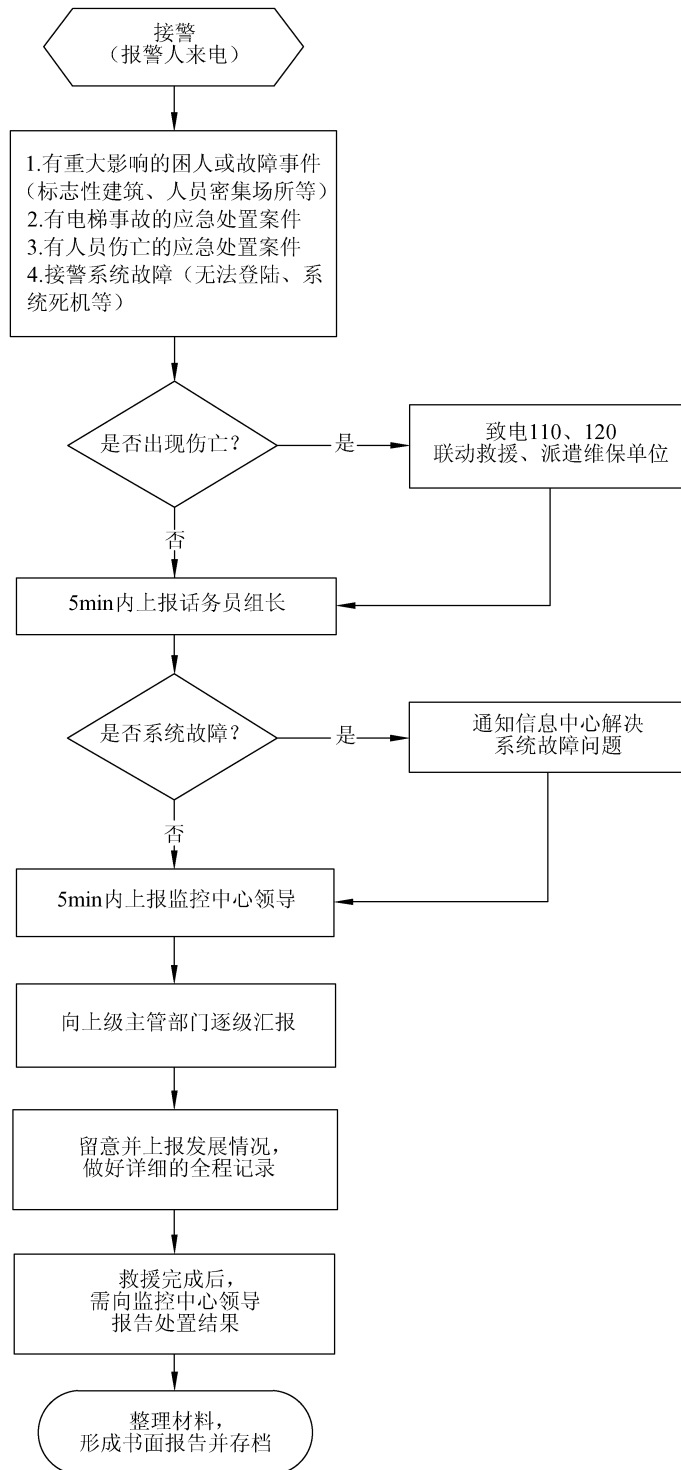 接警
（报警人来电）
1.有重大影响的困人或故障事件
（标志性建筑、人员密集场所等）
2.有电梯事故的应急处置案件
3.有人员伤亡的应急处置案件
4.接警系统故障（无法登陆、系
统死机等）
是否出现伤亡？
是
致电110、120
联动救援、派遣维保单位
否
5min内上报话务员组长
是否系统故障？
是
通知信息中心解决
系统故障问题
否
5min内上报监控中心领导
向上级主管部门逐级汇报
留意并上报发展情况，
做好详细的全程记录
救援完成后，
需向监控中心领导
报告处置结果
整理材料，
形成书面报告并存档